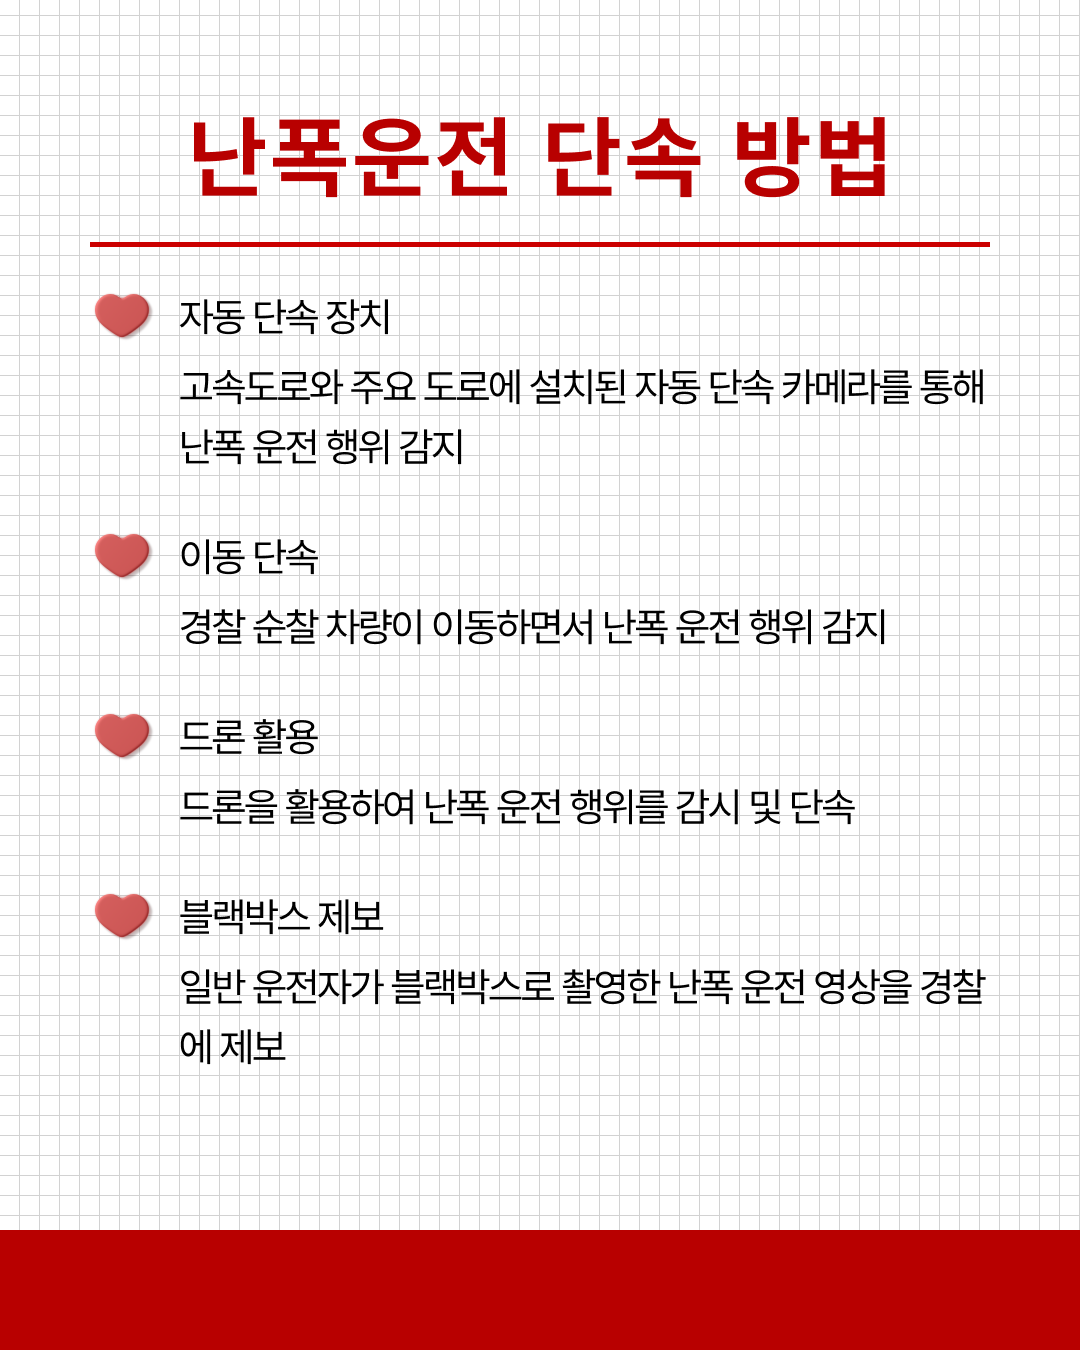 난폭운전 단속 방법
자동 단속 장치
고속도로와 주요 도로에 설치된 자동 단속 카메라를 통해
난폭 운전 행위 감지
이동 단속
경찰 순찰 차량이 이동하면서 난폭 운전 행위 감지
드론 활용
드론을 활용하여 난폭 운전 행위를 감시 및 단속
블랙박스 제보
일반 운전자가 블랙박스로 촬영한 난폭 운전 영상을 경찰
에 제보